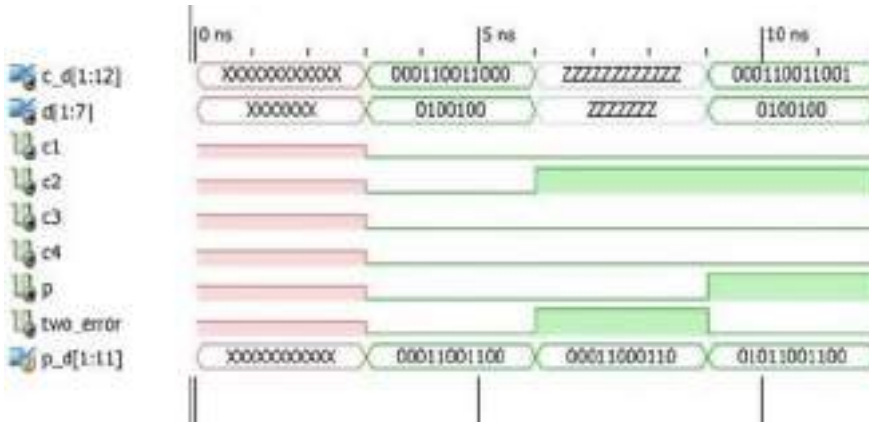 0 ns 5 ns 10 ns
c_d[1:12] XXXXXXXXXXXX 000110011000 ZZZZZZZZZZZZ 000110011001
d[1:7] XXXXXXX 0100100 ZZZZZZZ 0100100
c1
c2
c3
c4
p
two_error
p_d[1:11] XXXXXXXXXXX 00011001100 00011000110 01011001100